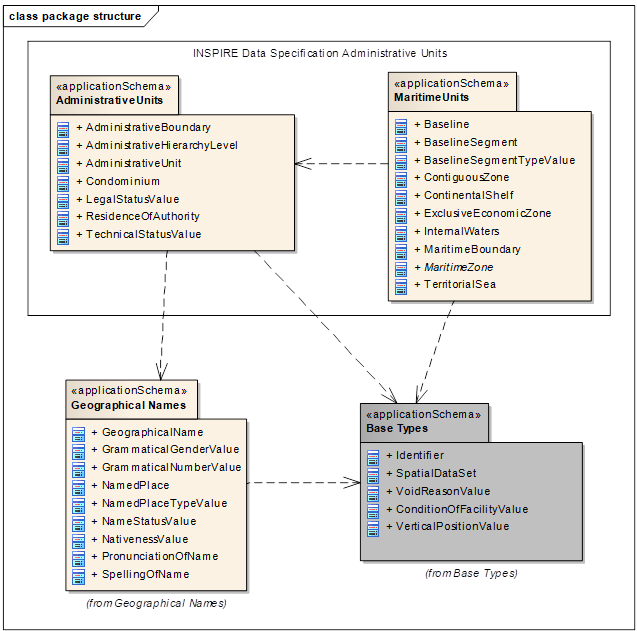 class package structure
INSPIRE Data Specification Administrative Units
«applicationSchema»
AdministrativeUnits
+ AdministrativeBoundary
+ AdministrativeHierarchyLevel
+ AdministrativeUnit
+ Condominium
+ LegalStatusValue
+ ResidenceOfAuthority
+ TechnicalStatusValue
«applicationSchema»
MaritimeUnits
+ Baseline
+ BaselineSegment
+ BaselineSegmentTypeValue
+ ContiguousZone
+ ContinentalShelf
+ ExclusiveEconomicZone
+ InternalWaters
+ MaritimeBoundary
+ MaritimeZone
+ TerritorialSea
«applicationSchema»
Geographical Names
+ GeographicalName
+ GrammaticalGenderValue
+ GrammaticalNumberValue
+ NamedPlace
+ NamedPlaceTypeValue
+ NameStatusValue
+ NativenessValue
+ PronunciationOfName
+ SpellingOfName
(from Geographical Names)
«applicationSchema»
Base Types
+ Identifier
+ SpatialDataSet
+ VoidReasonValue
+ ConditionOfFacilityValue
+ VerticalPositionValue
(from Base Types)